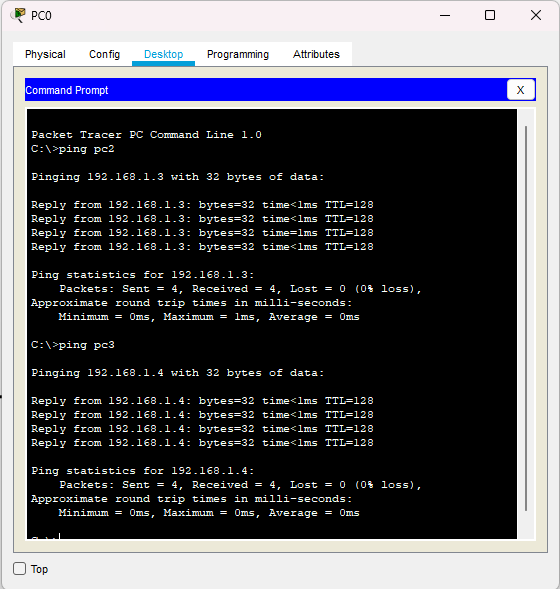 PC0
Physical Config Desktop Programming Attributes
Command Prompt
X
Packet Tracer PC Command Line 1.0
C:\>ping pc2
Pinging 192.168.1.3 with 32 bytes of data:
Reply from 192.168.1.3: bytes=32 time<1ms TTL=128
Reply from 192.168.1.3: bytes=32 time<1ms TTL=128
Reply from 192.168.1.3: bytes=32 time=1ms TTL=128
Reply from 192.168.1.3: bytes=32 time<1ms TTL=128
Ping statistics for 192.168.1.3:
Packets: Sent = 4, Received = 4, Lost = 0 (0% loss),
Approximate round trip times in milli-seconds:
Minimum = 0ms, Maximum = 1ms, Average = 0ms
C:\>ping pc3
Pinging 192.168.1.4 with 32 bytes of data:
Reply from 192.168.1.4: bytes=32 time<1ms TTL=128
Reply from 192.168.1.4: bytes=32 time<1ms TTL=128
Reply from 192.168.1.4: bytes=32 time<1ms TTL=128
Reply from 192.168.1.4: bytes=32 time<1ms TTL=128
Ping statistics for 192.168.1.4:
Packets: Sent = 4, Received = 4, Lost = 0 (0% loss),
Approximate round trip times in milli-seconds:
Minimum = 0ms, Maximum = 0ms, Average = 0ms
Top